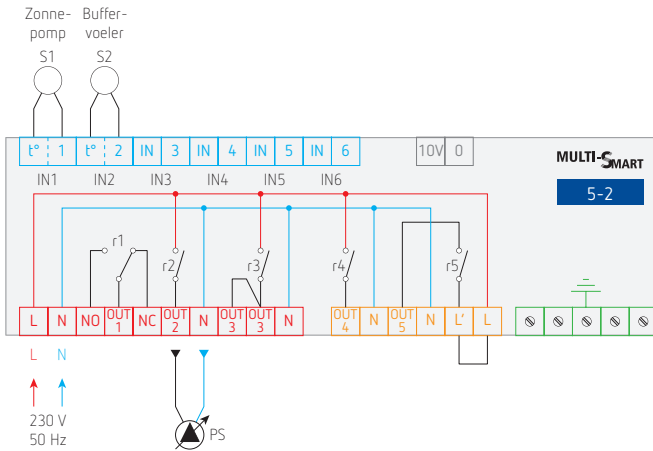 Zonne-
pomp
S1
Buffer-
voeler
S2
t° 1 t° 2 IN 3 IN 4 IN 5 IN 6
10V 0
IN1 IN2 IN3 IN4 IN5 IN6
MULTI-SMART
5-2
r1 r2 r3 r4 r5
L N NO OUT 1 NC OUT 2 N OUT 3 OUT 3 N
OUT 4 N OUT 5 N L' L
L N
230 V
50 Hz
PS